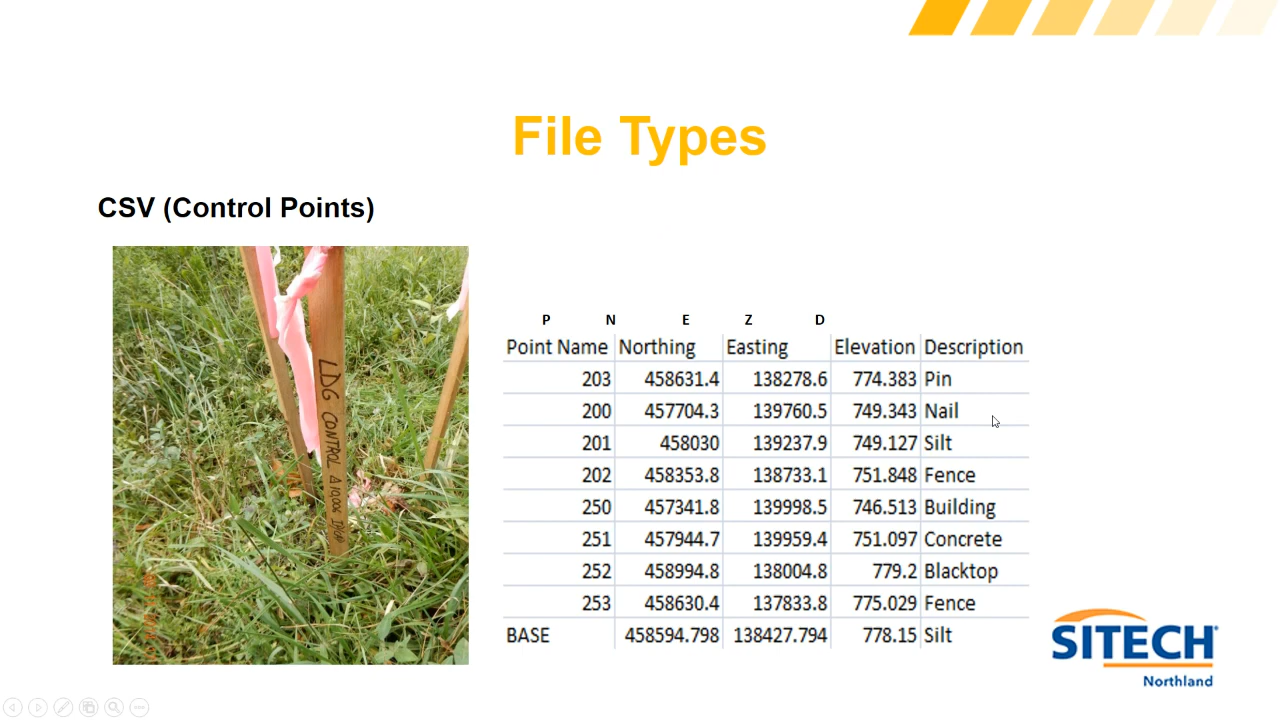 File Types
CSV (Control Points)
P N E Z D
Point Name Northing Easting Elevation Description
203 458631.4 138278.6 774.383 Pin
200 457704.3 139760.5 749.343 Nail
201 458030 139237.9 749.127 Silt
202 458353.8 138733.1 751.848 Fence
250 457341.8 139998.5 746.513 Building
251 457944.7 139959.4 751.097 Concrete
252 458994.8 138004.8 779.2 Blacktop
253 458630.4 137833.8 775.029 Fence
BASE 458594.798 138427.794 778.15 Silt
LDG CONTROL
SITECH
Northland